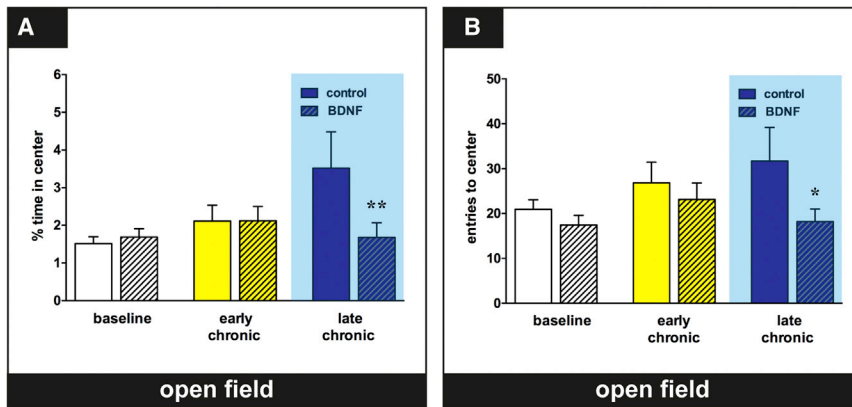 A
% time in center
6
5
4
3
2
1
0
control
BDNF
**
baseline
early
chronic
late
chronic
open field
B
entries to center
50
40
30
20
10
0
control
BDNF
*
baseline
early
chronic
late
chronic
open field